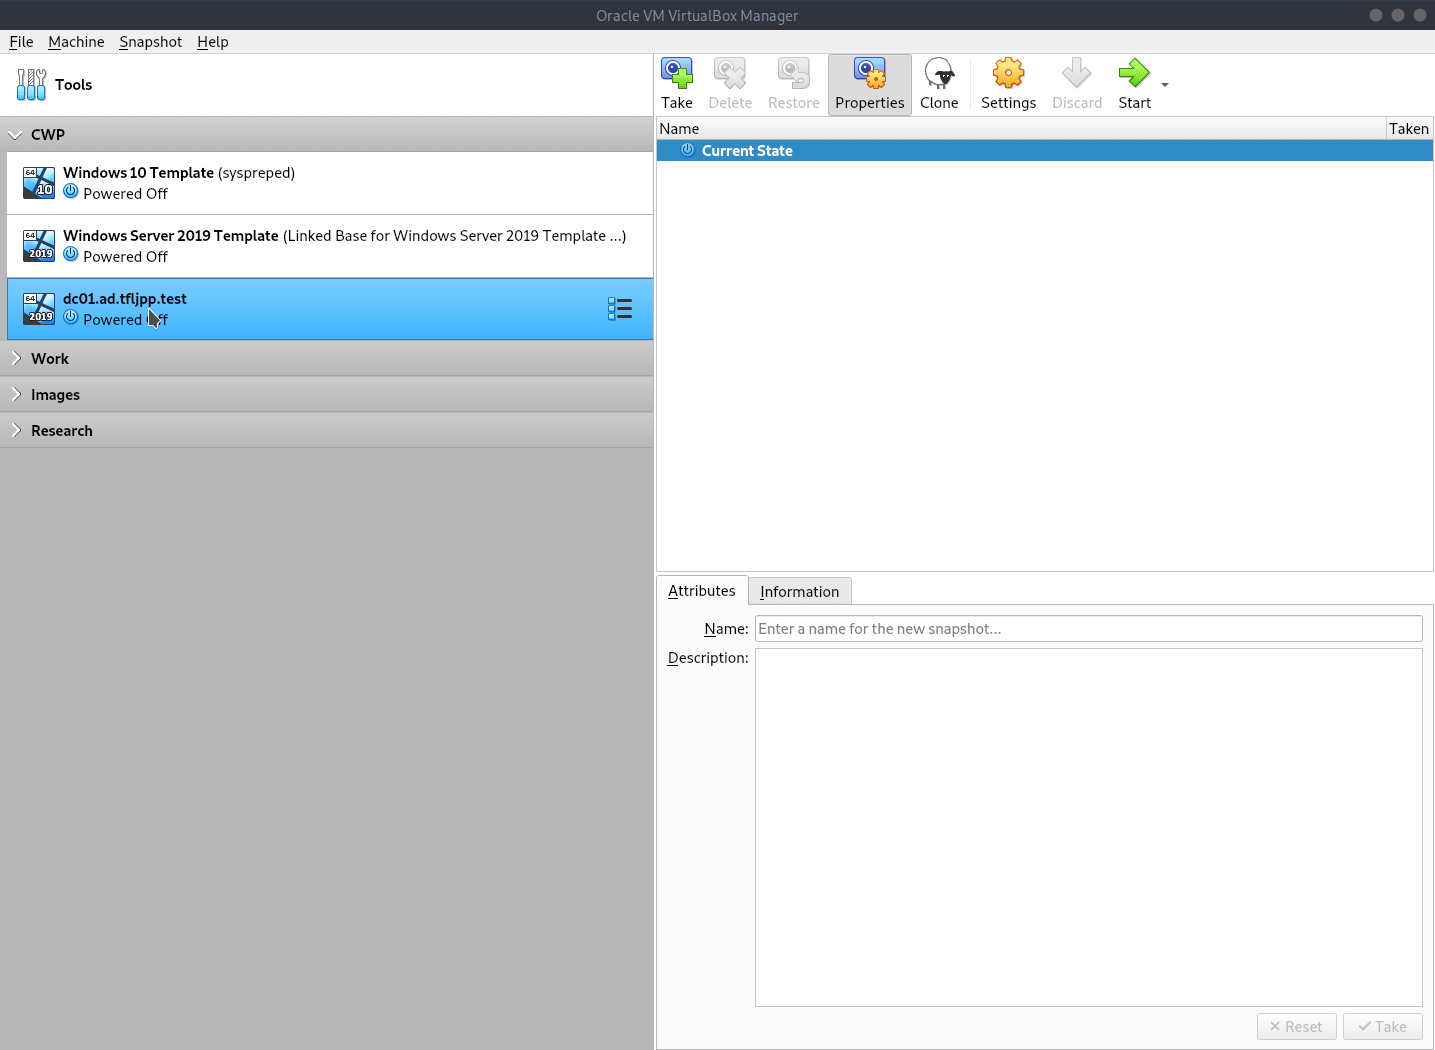 Oracle VM VirtualBox Manager
File Machine Snapshot Help
Tools
Take Delete Restore Properties Clone Settings Discard Start
CWP
Name Taken
Current State
64 10 Windows 10 Template (syspreped)
Powered Off
64 2019 Windows Server 2019 Template (Linked Base for Windows Server 2019 Template ...)
Powered Off
64 2019 dc01.ad.tfljpp.test
Powered Off
Work
Images
Research
Attributes Information
Name: Enter a name for the new snapshot...
Description:
Reset Take